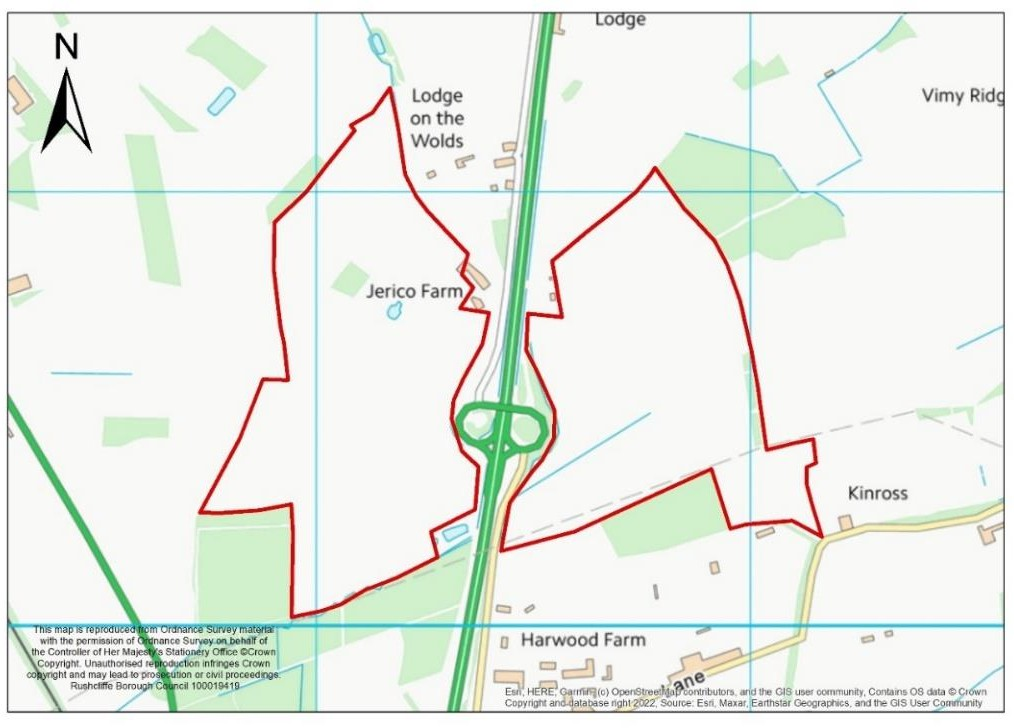 Lodge
N
Lodge
on the
Wolds
Vimy Ridg
Jerico Farm
Kinross
Harwood Farm
Lane
This map is reproduced from Ordnance Survey material
with the permission of Ordnance Survey on behalf of
the Controller of Her Majesty's Stationery Office ©Crown
Copyright. Unauthorised reproduction infringes Crown
copyright and may lead to prosecution or civil proceedings.
Rushcliffe Borough Council 100019419
Esri, HERE, Garmin, (c) OpenStreetMap contributors, and the GIS user community, Contains OS data © Crown
Copyright and database right 2022, Source: Esri, Maxar, Earthstar Geographics, and the GIS User Community